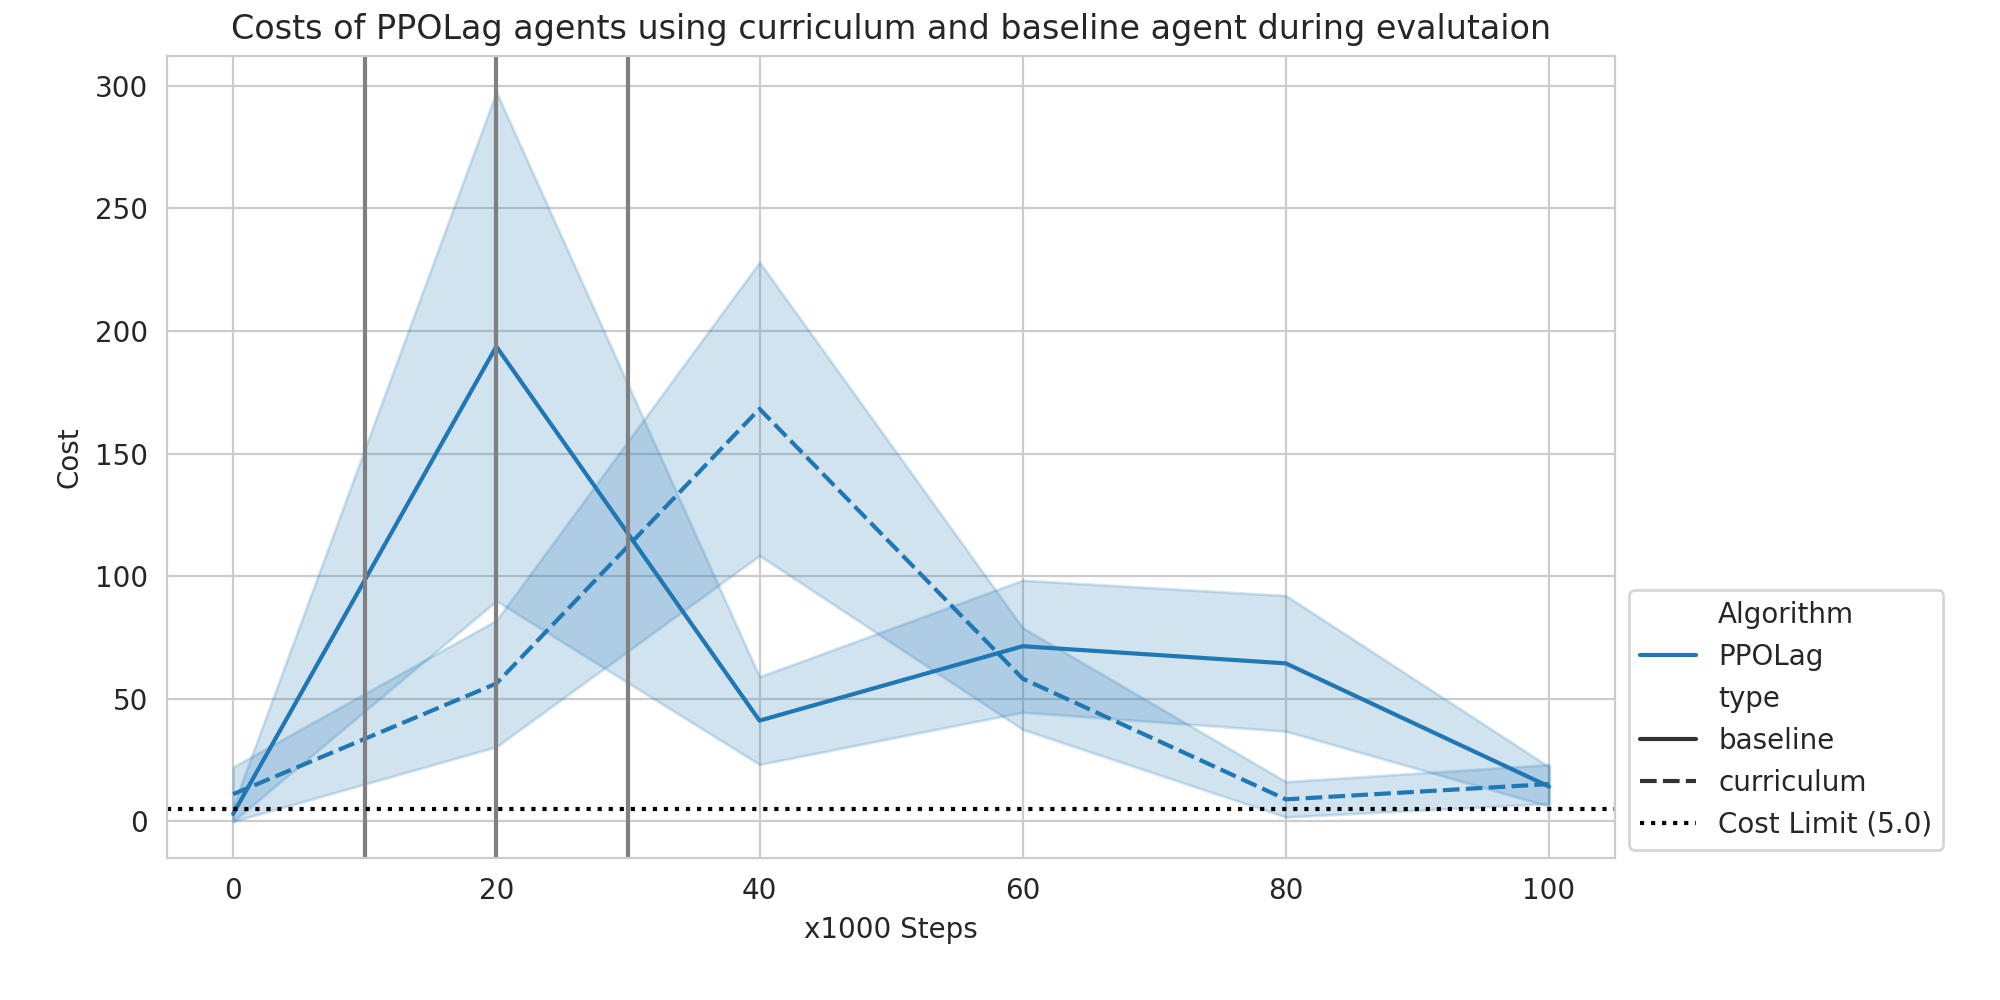 Costs of PPOLag agents using curriculum and baseline agent during evalutaion
300
250
200
150
100
50
0
Cost
0 20 40 60 80 100
x1000 Steps
Algorithm
PPOLag
type
baseline
curriculum
Cost Limit (5.0)